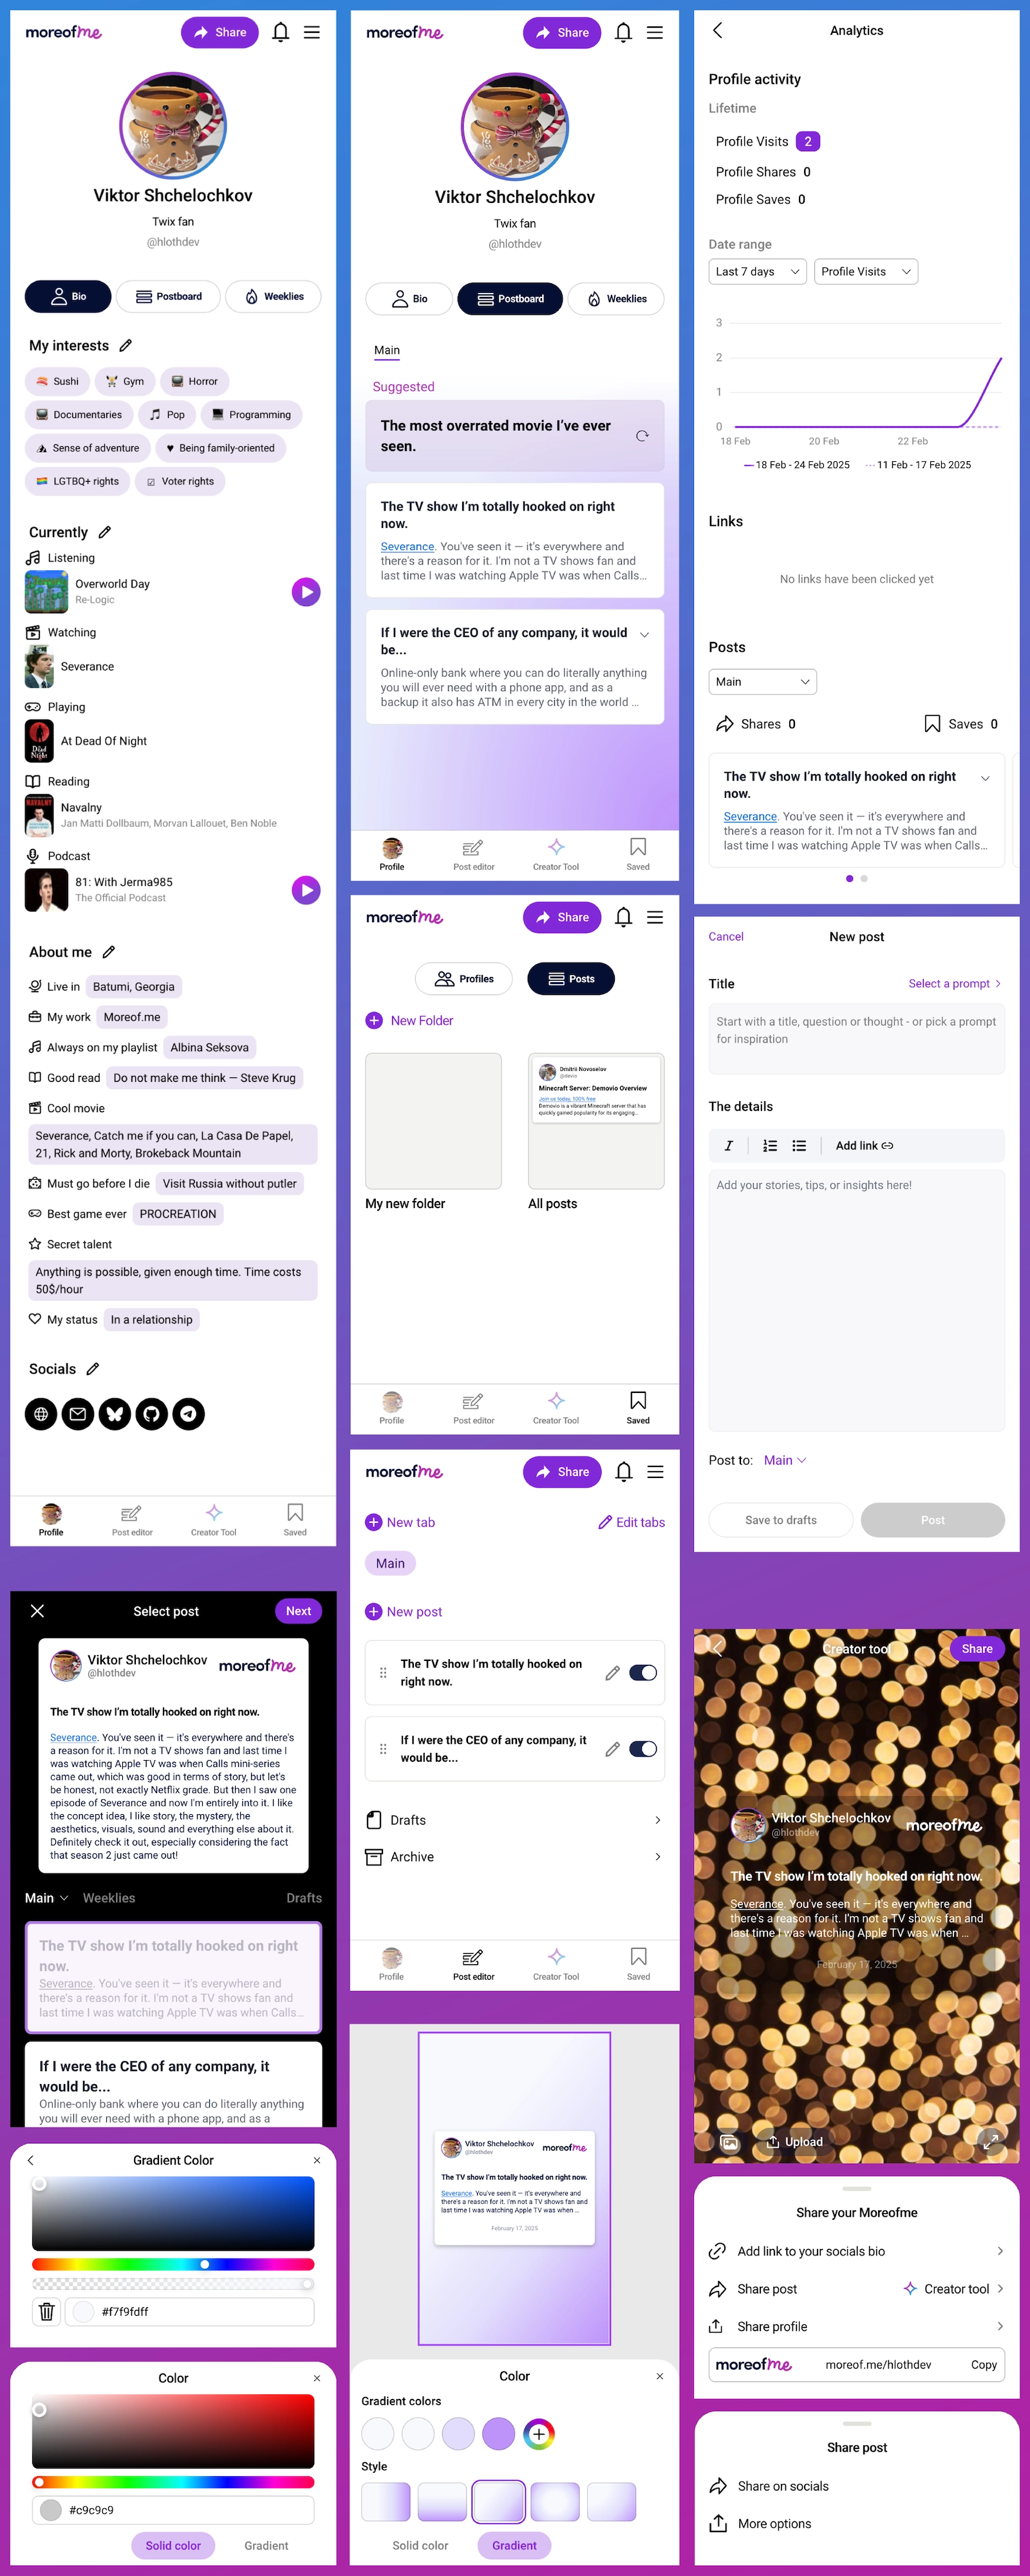 moreofme
Share
Viktor Shchelochkov
Twix fan
@hlothdev
Bio
Postboard
Weeklies
My interests
Sushi
Gym
Horror
Documentaries
Pop
Programming
Sense of adventure
Being family-oriented
LGTBQ+ rights
Voter rights
Currently
Listening
Overworld Day
Re-Logic
Watching
Severance
Playing
At Dead Of Night
Reading
NAVALNY
Navalny
Jan Matti Dollbaum, Morvan Lallouet, Ben Noble
Podcast
81: With Jerma985
The Official Podcast
About me
Live in Batumi, Georgia
My work Moreof.me
Always on my playlist Albina Seksova
Good read Do not make me think — Steve Krug
Cool movie
Severance, Catch me if you can, La Casa De Papel,
21, Rick and Morty, Brokeback Mountain
Must go before I die Visit Russia without putler
Best game ever PROCREATION
Secret talent
Anything is possible, given enough time. Time costs
50$/hour
My status In a relationship
Socials
Profile
Post editor
Creator Tool
Saved
Select post
Next
Viktor Shchelochkov
@hlothdev
moreofme
The TV show I'm totally hooked on right now.
Severance. You've seen it — it's everywhere and there's
a reason for it. I'm not a TV shows fan and last time I
was watching Apple TV was when Calls mini-series
came out, which was good in terms of story, but let's
be honest, not exactly Netflix grade. But then I saw one
episode of Severance and now I'm entirely into it. I like
the concept idea, I like story, the mystery, the
aesthetics, visuals, sound and everything else about it.
Definitely check it out, especially considering the fact
that season 2 just came out!
Main
Weeklies
Drafts
The TV show I'm totally hooked on right
now.
Severance. You've seen it — it's everywhere and
there's a reason for it. I'm not a TV shows fan and
last time I was watching Apple TV was when Calls...
If I were the CEO of any company, it
would be...
Online-only bank where you can do literally anything
you will ever need with a phone app, and as a
Gradient Color
#f7f9fdff
Color
#c9c9c9
Solid color
Gradient
moreofme
Share
Viktor Shchelochkov
Twix fan
@hlothdev
Bio
Postboard
Weeklies
Main
Suggested
The most overrated movie I've ever
seen.
The TV show I'm totally hooked on right
now.
Severance. You've seen it — it's everywhere and
there's a reason for it. I'm not a TV shows fan and
last time I was watching Apple TV was when Calls...
If I were the CEO of any company, it would
be...
Online-only bank where you can do literally anything
you will ever need with a phone app, and as a
backup it also has ATM in every city in the world ...
Profile
Post editor
Creator Tool
Saved
moreofme
Share
Profiles
Posts
New Folder
Dmitrii Novoselov
Minecraft Server: Demovio Overview
Join us today, 100% free
Demovio is a vibrant Minecraft server that has
quickly gained popularity for its engaging...
My new folder
All posts
Profile
Post editor
Creator Tool
Saved
moreofme
Share
New tab
Edit tabs
Main
New post
The TV show I'm totally hooked on
right now.
If I were the CEO of any company, it
would be...
Drafts
Archive
Profile
Post editor
Creator Tool
Saved
Viktor Shchelochkov
@hlothdev
moreofme
The TV show I'm totally hooked on right now.
Severance. You've seen it — it's everywhere and
there's a reason for it. I'm not a TV shows fan and
last time I was watching Apple TV was when ...
February 17, 2025
Color
Gradient colors
Style
Solid color
Gradient
Analytics
Profile activity
Lifetime
Profile Visits 2
Profile Shares 0
Profile Saves 0
Date range
Last 7 days
Profile Visits
3
2
1
0
18 Feb
20 Feb
22 Feb
18 Feb - 24 Feb 2025
11 Feb - 17 Feb 2025
Links
No links have been clicked yet
Posts
Main
Shares 0
Saves 0
The TV show I'm totally hooked on right
now.
Severance. You've seen it — it's everywhere and
there's a reason for it. I'm not a TV shows fan and
last time I was watching Apple TV was when Calls...
Cancel
New post
Title
Select a prompt
Start with a title, question or thought - or pick a prompt
for inspiration
The details
I
Add link
Add your stories, tips, or insights here!
Post to: Main
Save to drafts
Post
Creator tool
Share
Viktor Shchelochkov
@hlothdev
moreofme
The TV show I'm totally hooked on right now.
Severance. You've seen it — it's everywhere and
there's a reason for it. I'm not a TV shows fan and
last time I was watching Apple TV was when ...
February 17, 2025
Upload
Share your Moreofme
Add link to your socials bio
Share post
Creator tool
Share profile
moreofme
moreof.me/hlothdev
Copy
Share post
Share on socials
More options